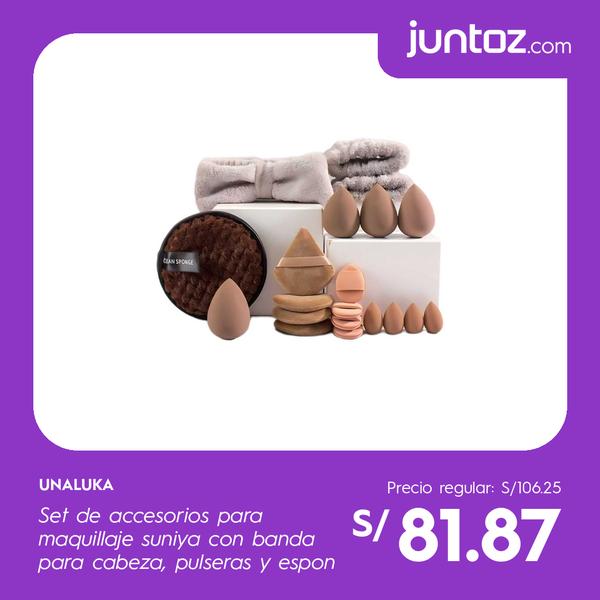 juntoz.com
CLEAN SPONGE
UNALUKA
Set de accesorios para
maquillaje suniya con banda
para cabeza, pulseras y espon
Precio regular: S/106.25
S/ 81.87